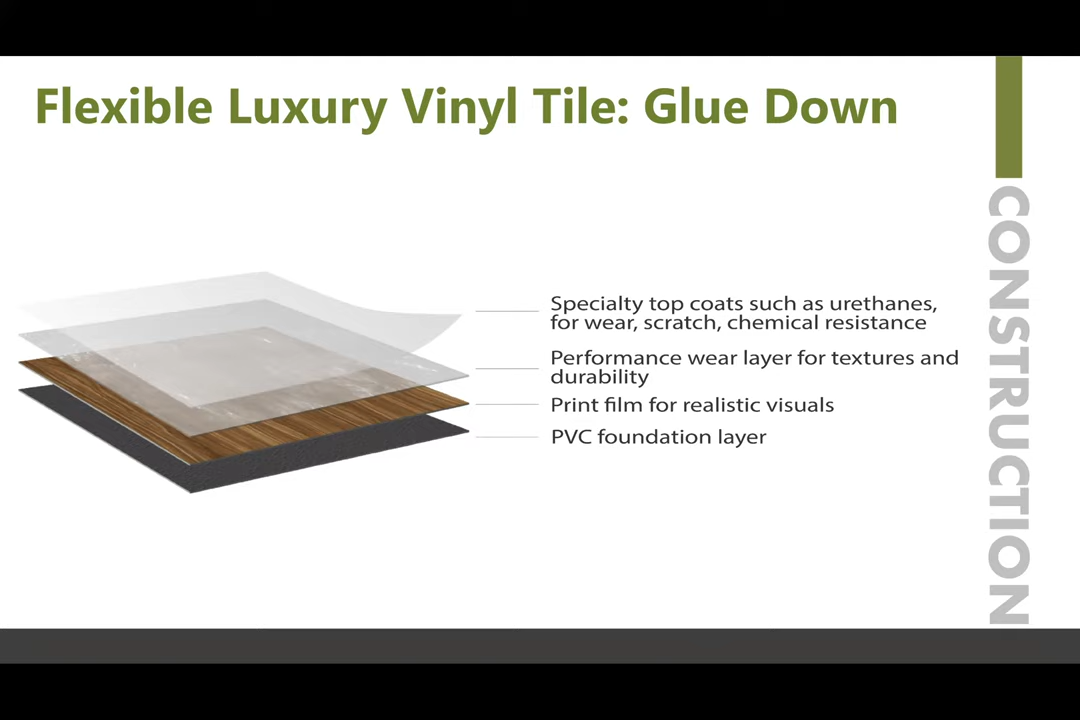 Flexible Luxury Vinyl Tile: Glue Down
Specialty top coats such as urethanes,
for wear, scratch, chemical resistance
Performance wear layer for textures and
durability
Print film for realistic visuals
PVC foundation layer
CONSTRUCTION